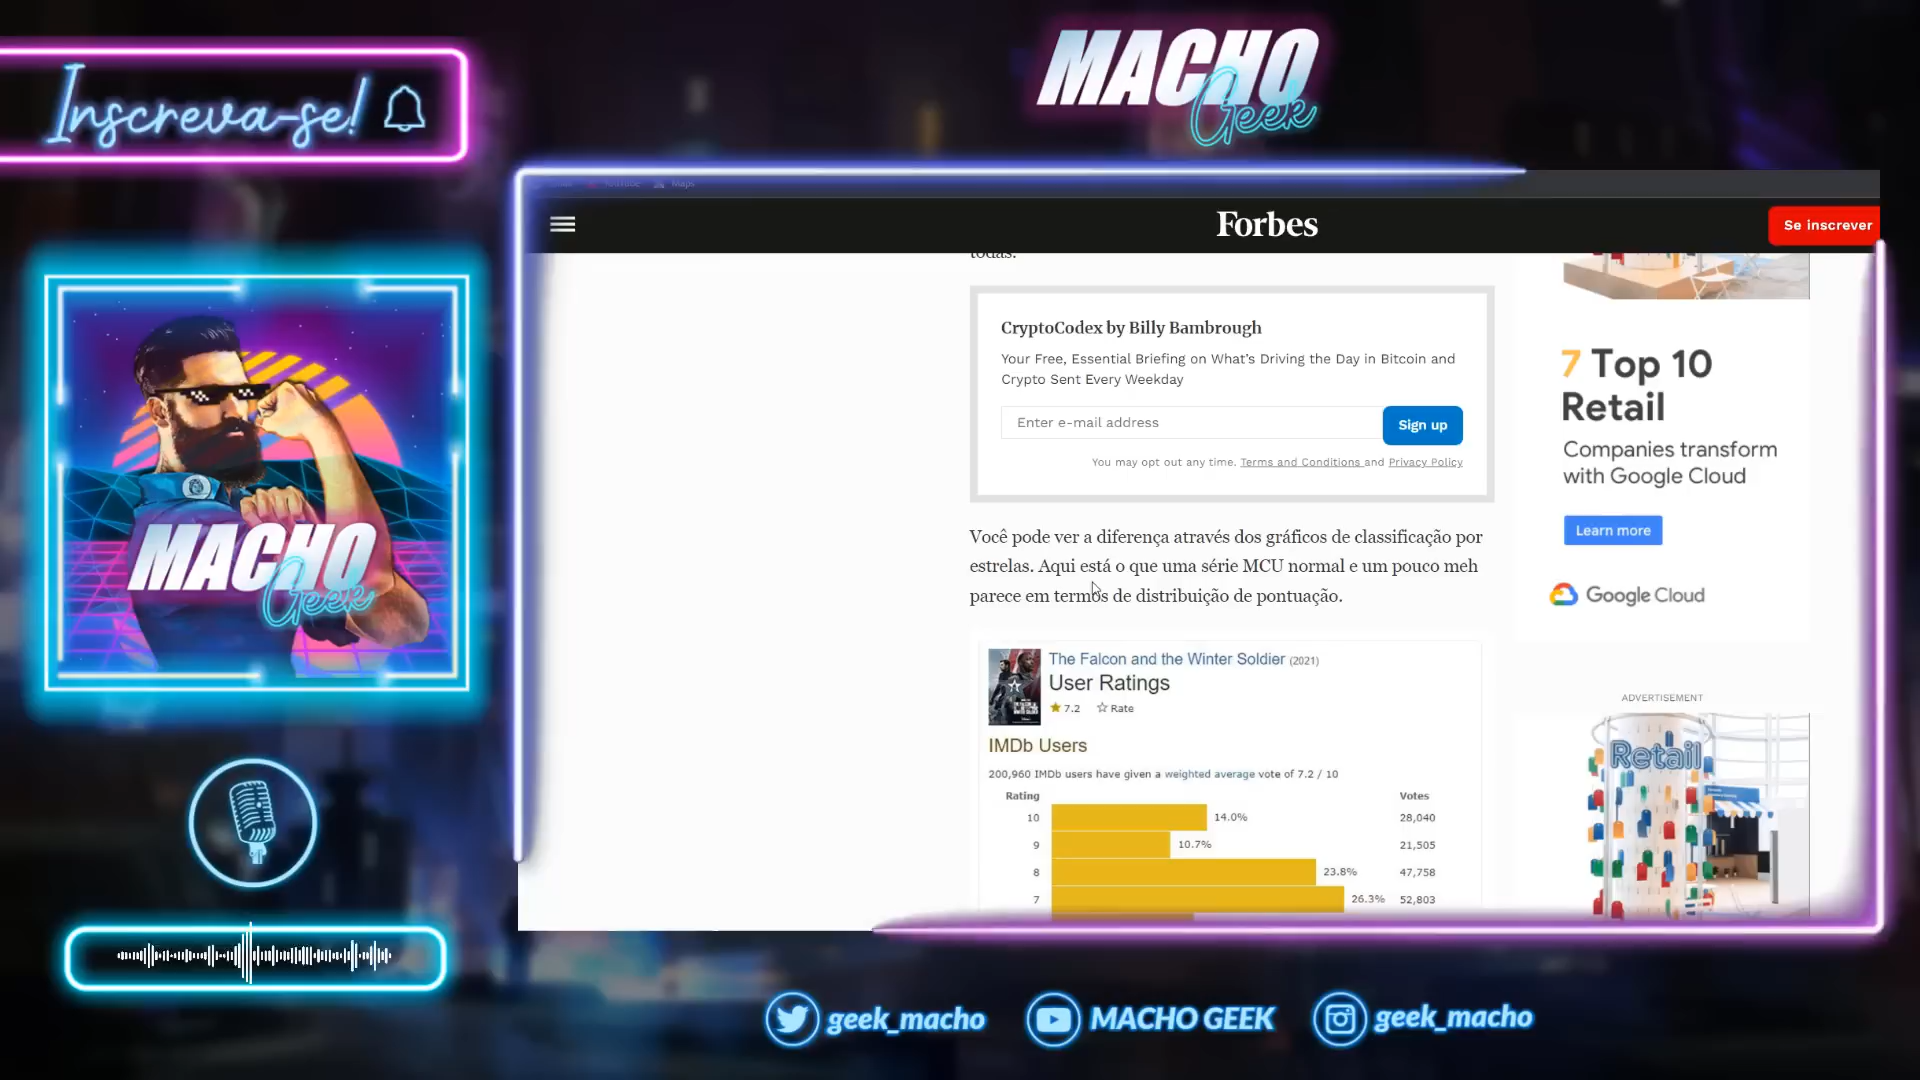 Inscreva-se!
MACHO
Geek
YouTube Maps
Forbes
Se inscrever
todas.
CryptoCodex by Billy Bambrough
Your Free, Essential Briefing on What's Driving the Day in Bitcoin and
Crypto Sent Every Weekday
Enter e-mail address
Sign up
You may opt out any time. Terms and Conditions and Privacy Policy
Você pode ver a diferença através dos gráficos de classificação por
estrelas. Aqui está o que uma série MCU normal e um pouco meh
parece em termos de distribuição de pontuação.
The Falcon and the Winter Soldier (2021)
User Ratings
7.2 Rate
IMDb Users
200,960 IMDb users have given a weighted average vote of 7.2 / 10
Rating Votes
10 14.0% 28,040
9 10.7% 21,505
8 23.8% 47,758
7 26.3% 52,803
7 Top 10
Retail
Companies transform
with Google Cloud
Learn more
Google Cloud
ADVERTISEMENT
Retail
MACHO
Geek
geek_macho
MACHO GEEK
geek_macho